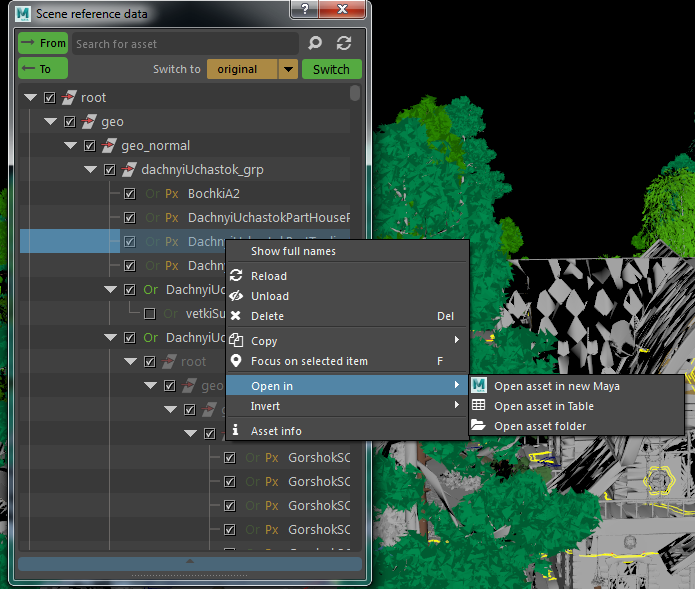 Scene reference data
From
Search for asset
To
Switch to
original
Switch
root
geo
geo_normal
dachnyiUchastok_grp
Or Px BochkiA2
Or Px DachnyiUchastokPartHouseF
Or Px
Or Px Dachny
Or DachnyiUc
Or vetkiSu
Or DachnyiUc
root
geo
g
Or Px GorshokSC
Or Px GorshokSC
Or Px GorshokSC
Or Px GorshokSC
Show full names
Reload
Unload
Delete Del
Copy
Focus on selected item F
Open in
Invert
Asset info
Open asset in new Maya
Open asset in Table
Open asset folder